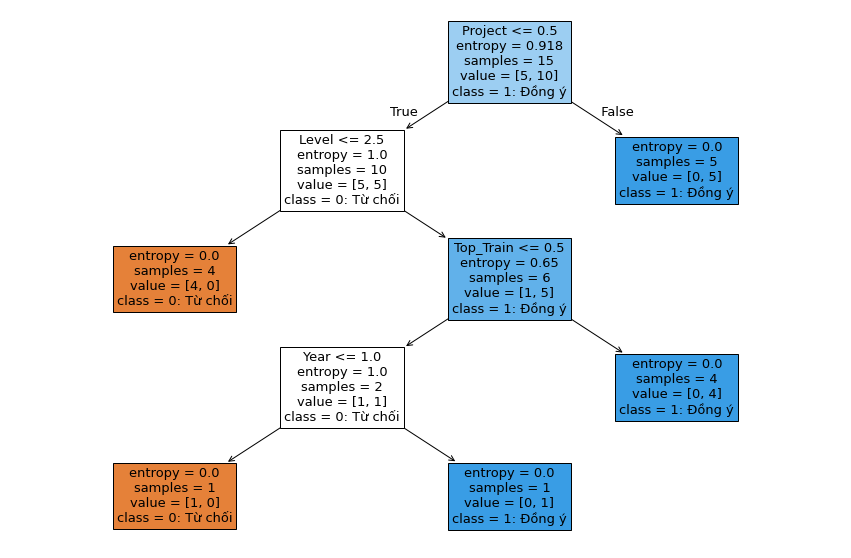 Project <= 0.5
entropy = 0.918
samples = 15
value = [5, 10]
class = 1: Đồng ý
True
False
Level <= 2.5
entropy = 1.0
samples = 10
value = [5, 5]
class = 0: Từ chối
entropy = 0.0
samples = 5
value = [0, 5]
class = 1: Đồng ý
entropy = 0.0
samples = 4
value = [4, 0]
class = 0: Từ chối
Top_Train <= 0.5
entropy = 0.65
samples = 6
value = [1, 5]
class = 1: Đồng ý
Year <= 1.0
entropy = 1.0
samples = 2
value = [1, 1]
class = 0: Từ chối
entropy = 0.0
samples = 4
value = [0, 4]
class = 1: Đồng ý
entropy = 0.0
samples = 1
value = [1, 0]
class = 0: Từ chối
entropy = 0.0
samples = 1
value = [0, 1]
class = 1: Đồng ý